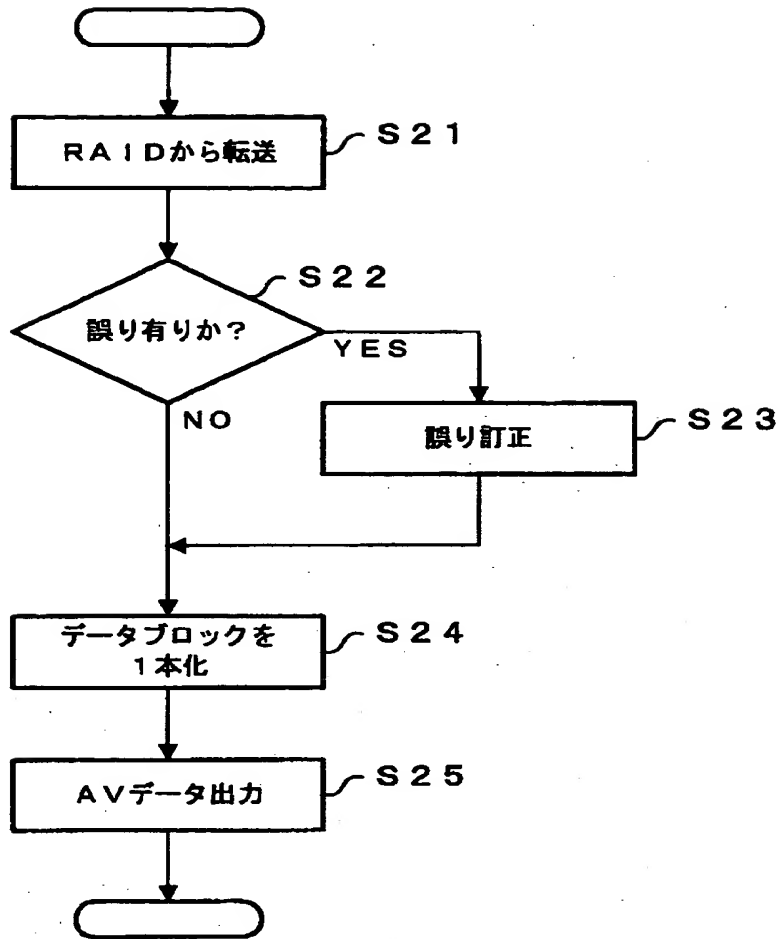 RAIDから転送
S21
S22
誤り有りか?
YES
NO
誤り訂正
S23
データブロックを
1本化
S24
AVデータ出力
S25